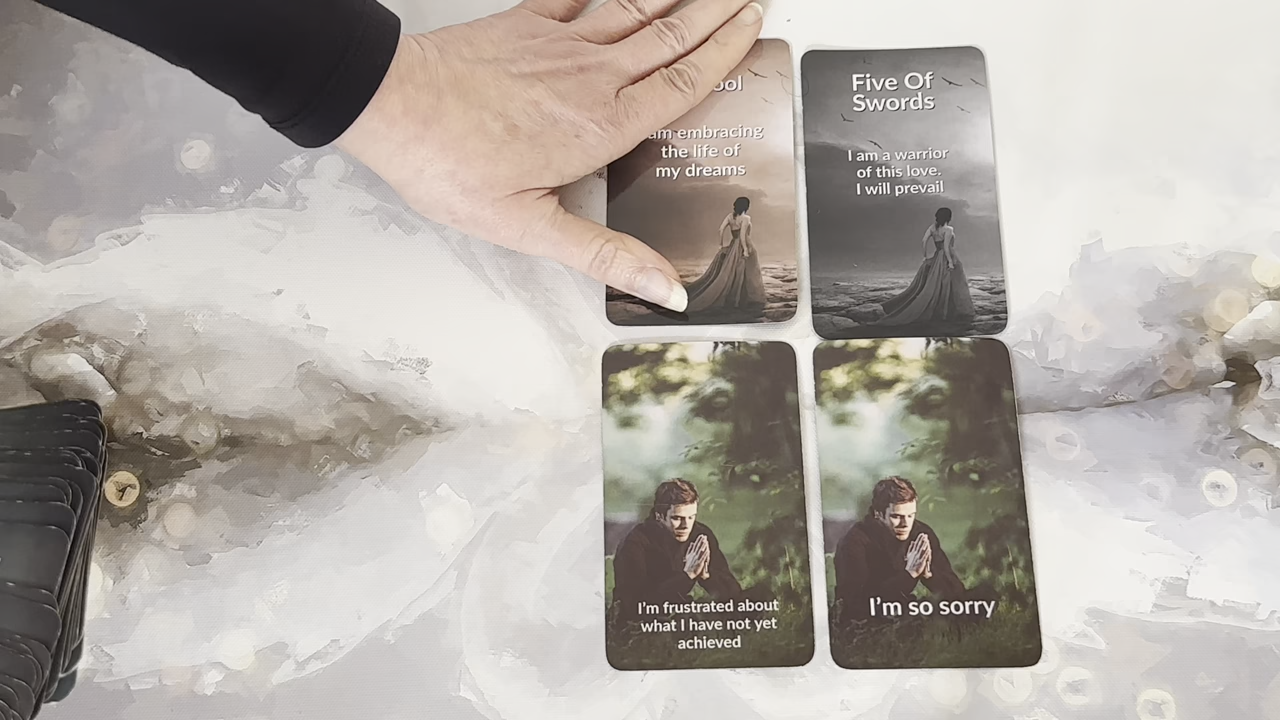 ool
am embracing
the life of
my dreams
Five Of
Swords
I am a warrior
of this love.
I will prevail
I'm frustrated about
what I have not yet
achieved
I'm so sorry